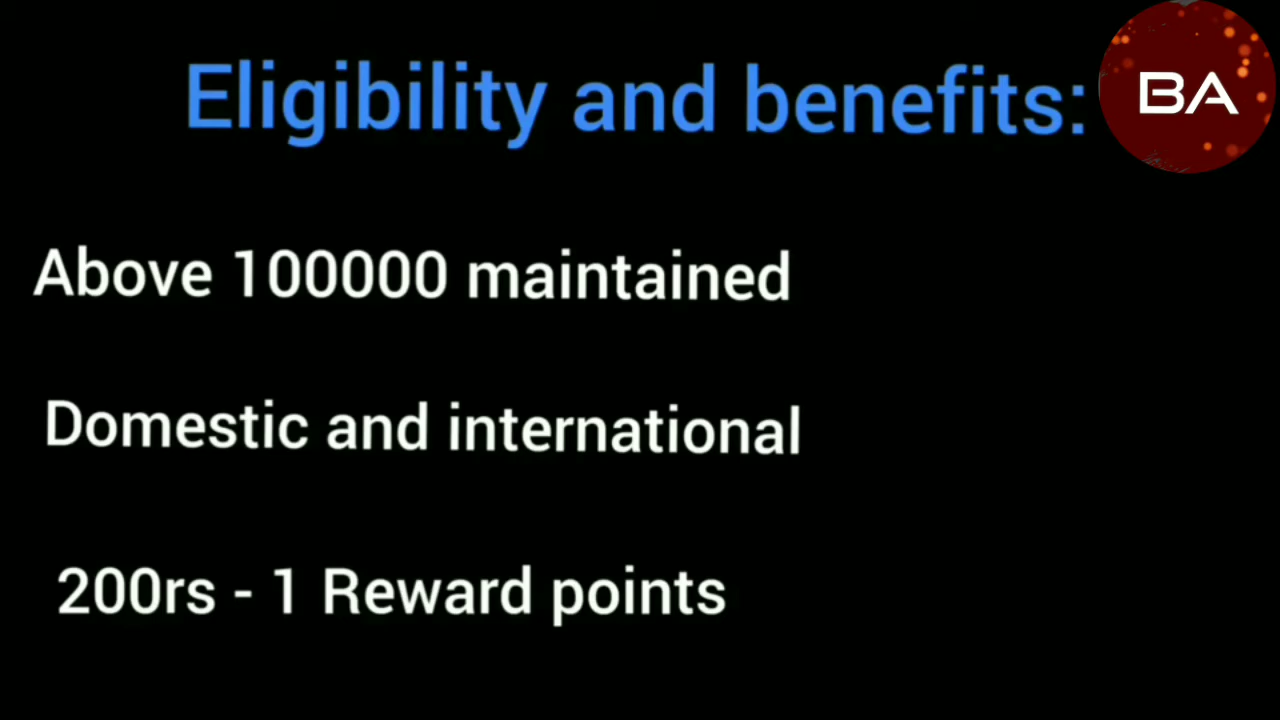 Eligibility and benefits:
BA
Above 100000 maintained
Domestic and international
200rs - 1 Reward points